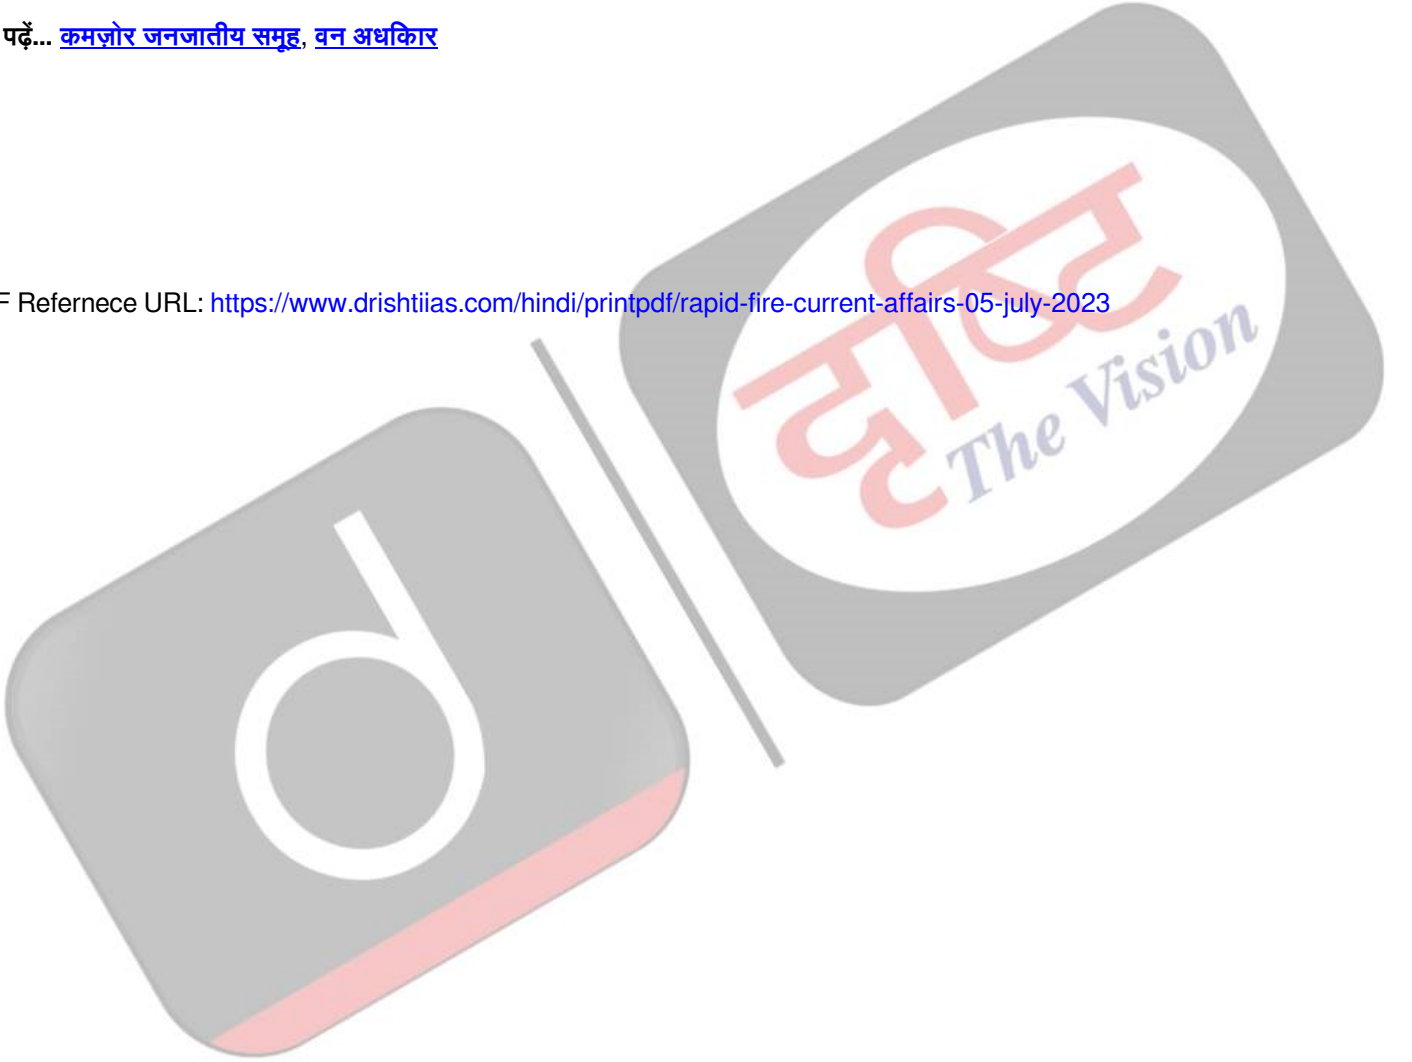 पढ़ें... कमज़ोर जनजातीय समूह, वन अधिकार
F Refernece URL: https://www.drishtiias.com/hindi/printpdf/rapid-fire-current-affairs-05-july-2023
दृष्टि
The Vision
d